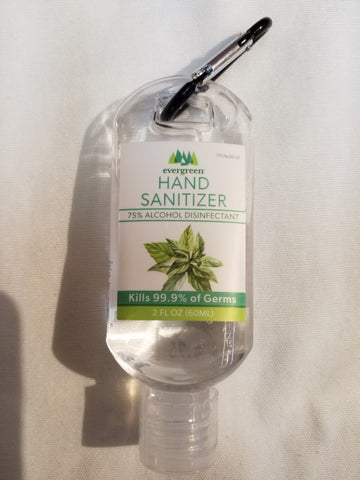 evergreen
HAND
SANITIZER
75% ALCOHOL DISINFECTANT
Kills 99.9% of Germs
2 FL OZ (60ML)